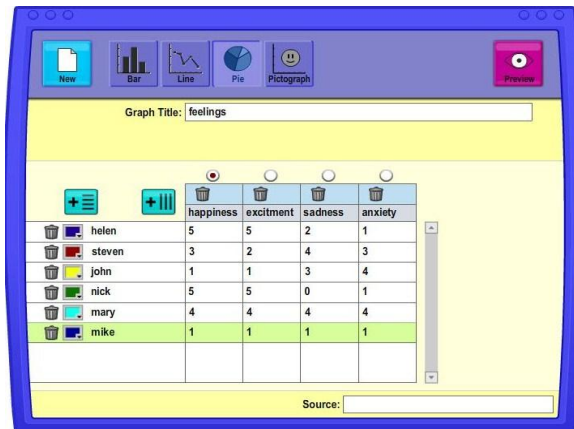 New Bar Line Pie Pictograph Preview
Graph Title: feelings
happiness excitment sadness anxiety
helen 5 5 2 1
steven 3 2 4 3
john 1 1 3 4
nick 5 5 0 1
mary 4 4 4 4
mike 1 1 1 1
Source: